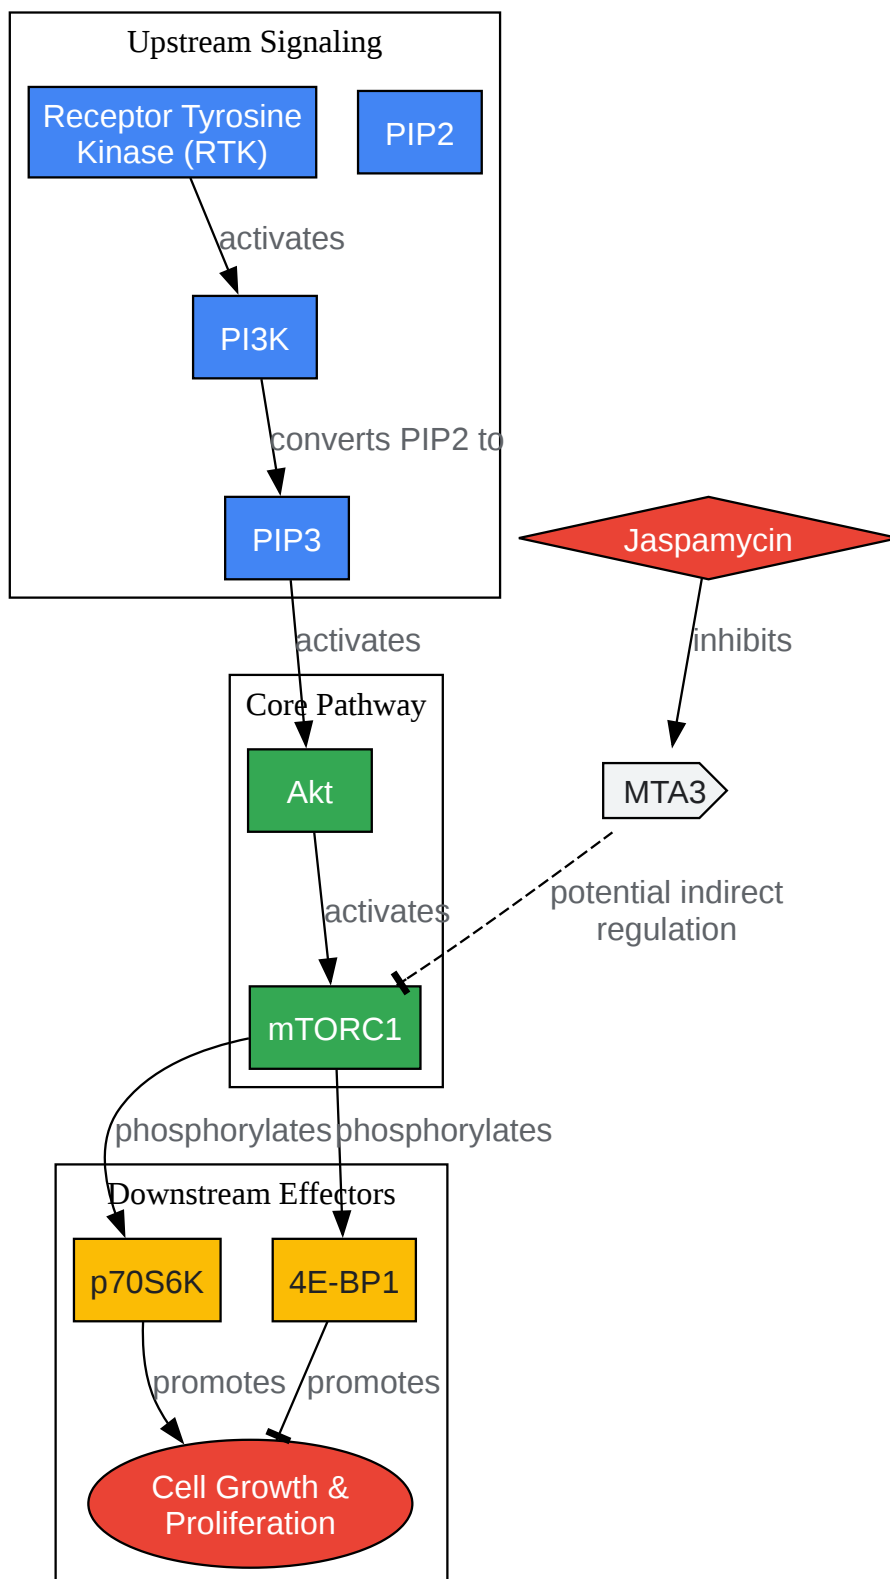 Upstream Signaling
Receptor Tyrosine
Kinase (RTK)
PIP2
activates
PI3K
converts PIP2 to
PIP3
Jaspamycin
activates
inhibits
Core Pathway
Akt
MTA3
activates
potential indirect
regulation
mTORC1
phosphorylates
phosphorylates
Downstream Effectors
p70S6K
4E-BP1
promotes
promotes
Cell Growth &
Proliferation